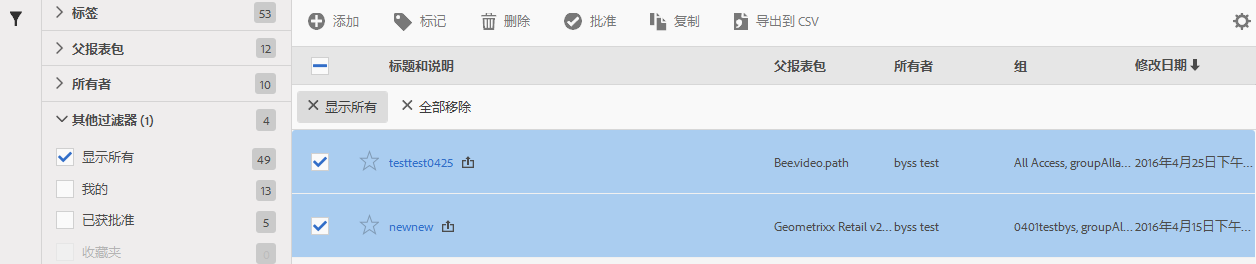 标签 53
父报表包 12
所有者 10
其他过滤器 (1) 4
显示所有 49
我的 13
已获批准 5
收藏夹 0
添加 标记 删除 批准 复制 导出到 CSV
标题和说明 父报表包 所有者 组 修改日期
显示所有 全部移除
testtest0425 Bee.video.path byss test All Access, groupAlla... 2016年4月25日下午...
newnew Geometrixx Retail v2... byss test 0401testbys, groupAl... 2016年4月15日下午...